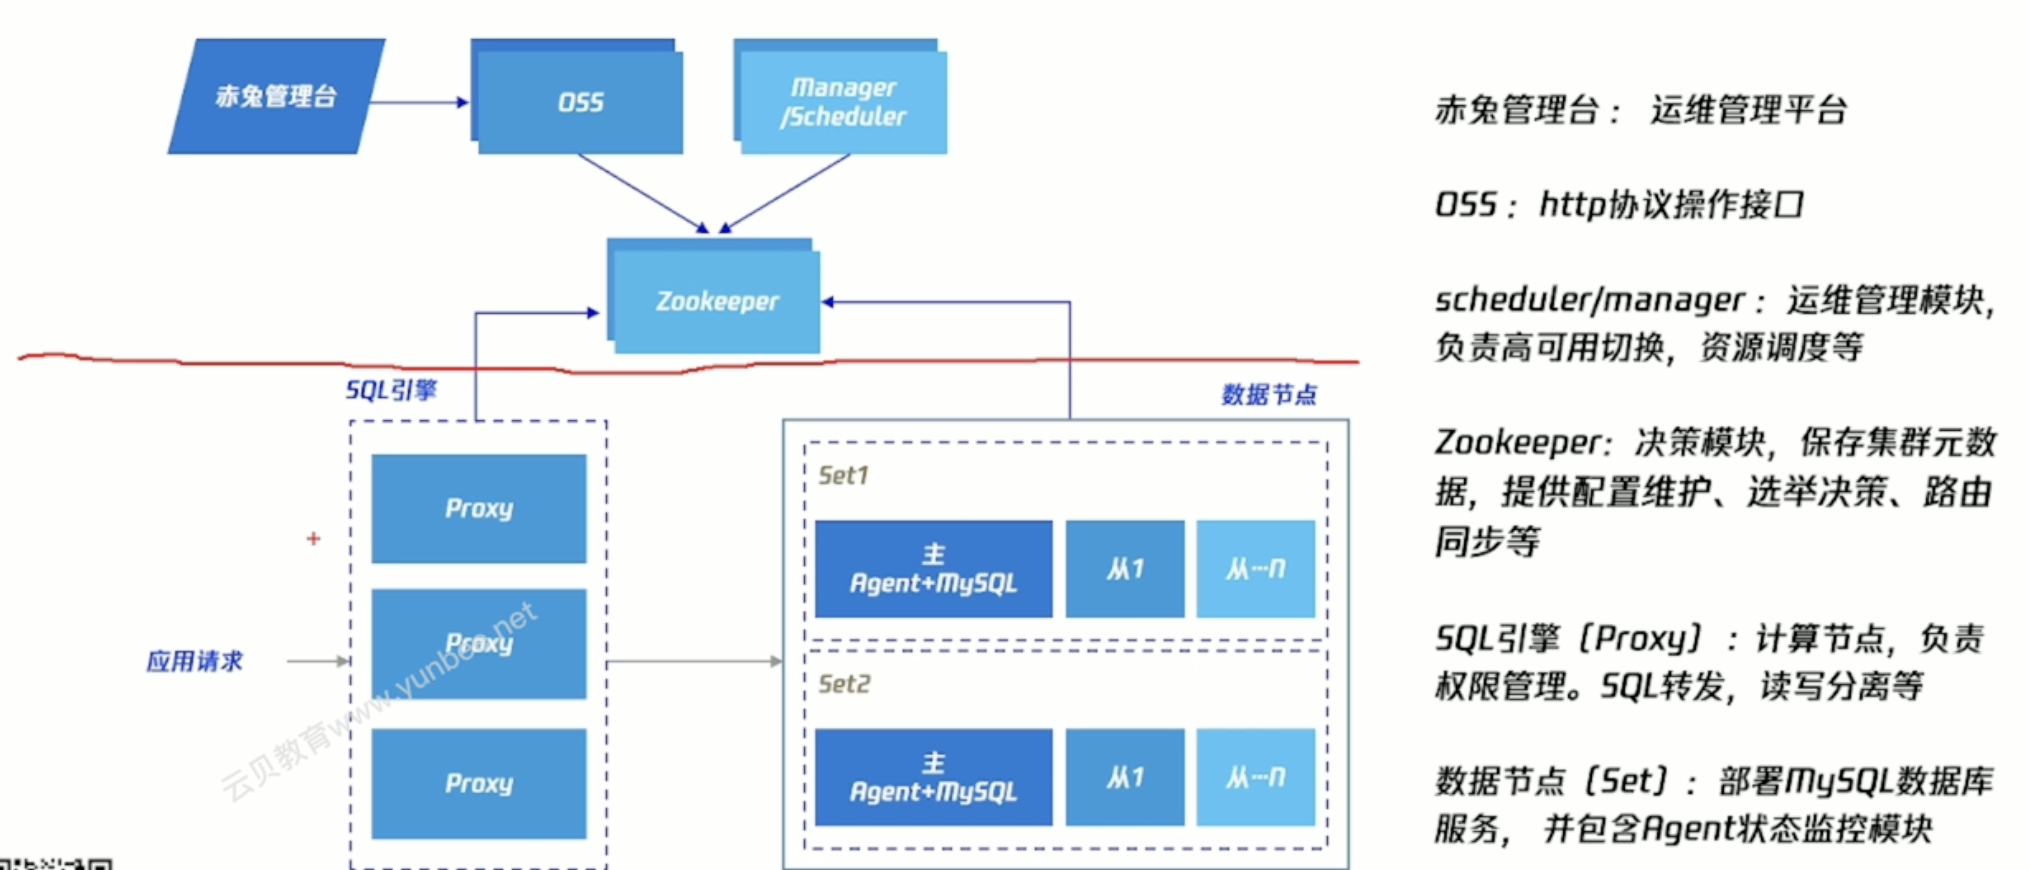 赤兔管理台
OSS
Manager
/Scheduler
Zookeeper
SQL引擎
数据节点
Proxy
Proxy
Proxy
应用请求
Set1
主
Agent+MySQL
从1
从…n
Set2
主
Agent+MySQL
从1
从…n
云贝教育www.yunbee.net
赤兔管理台： 运维管理平台
OSS：http协议操作接口
scheduler/manager：运维管理模块，
负责高可用切换，资源调度等
Zookeeper：决策模块，保存集群元数
据，提供配置维护、选举决策、路由
同步等
SQL引擎（Proxy）：计算节点，负责
权限管理。SQL转发，读写分离等
数据节点（Set）：部署MySQL数据库
服务， 并包含Agent状态监控模块